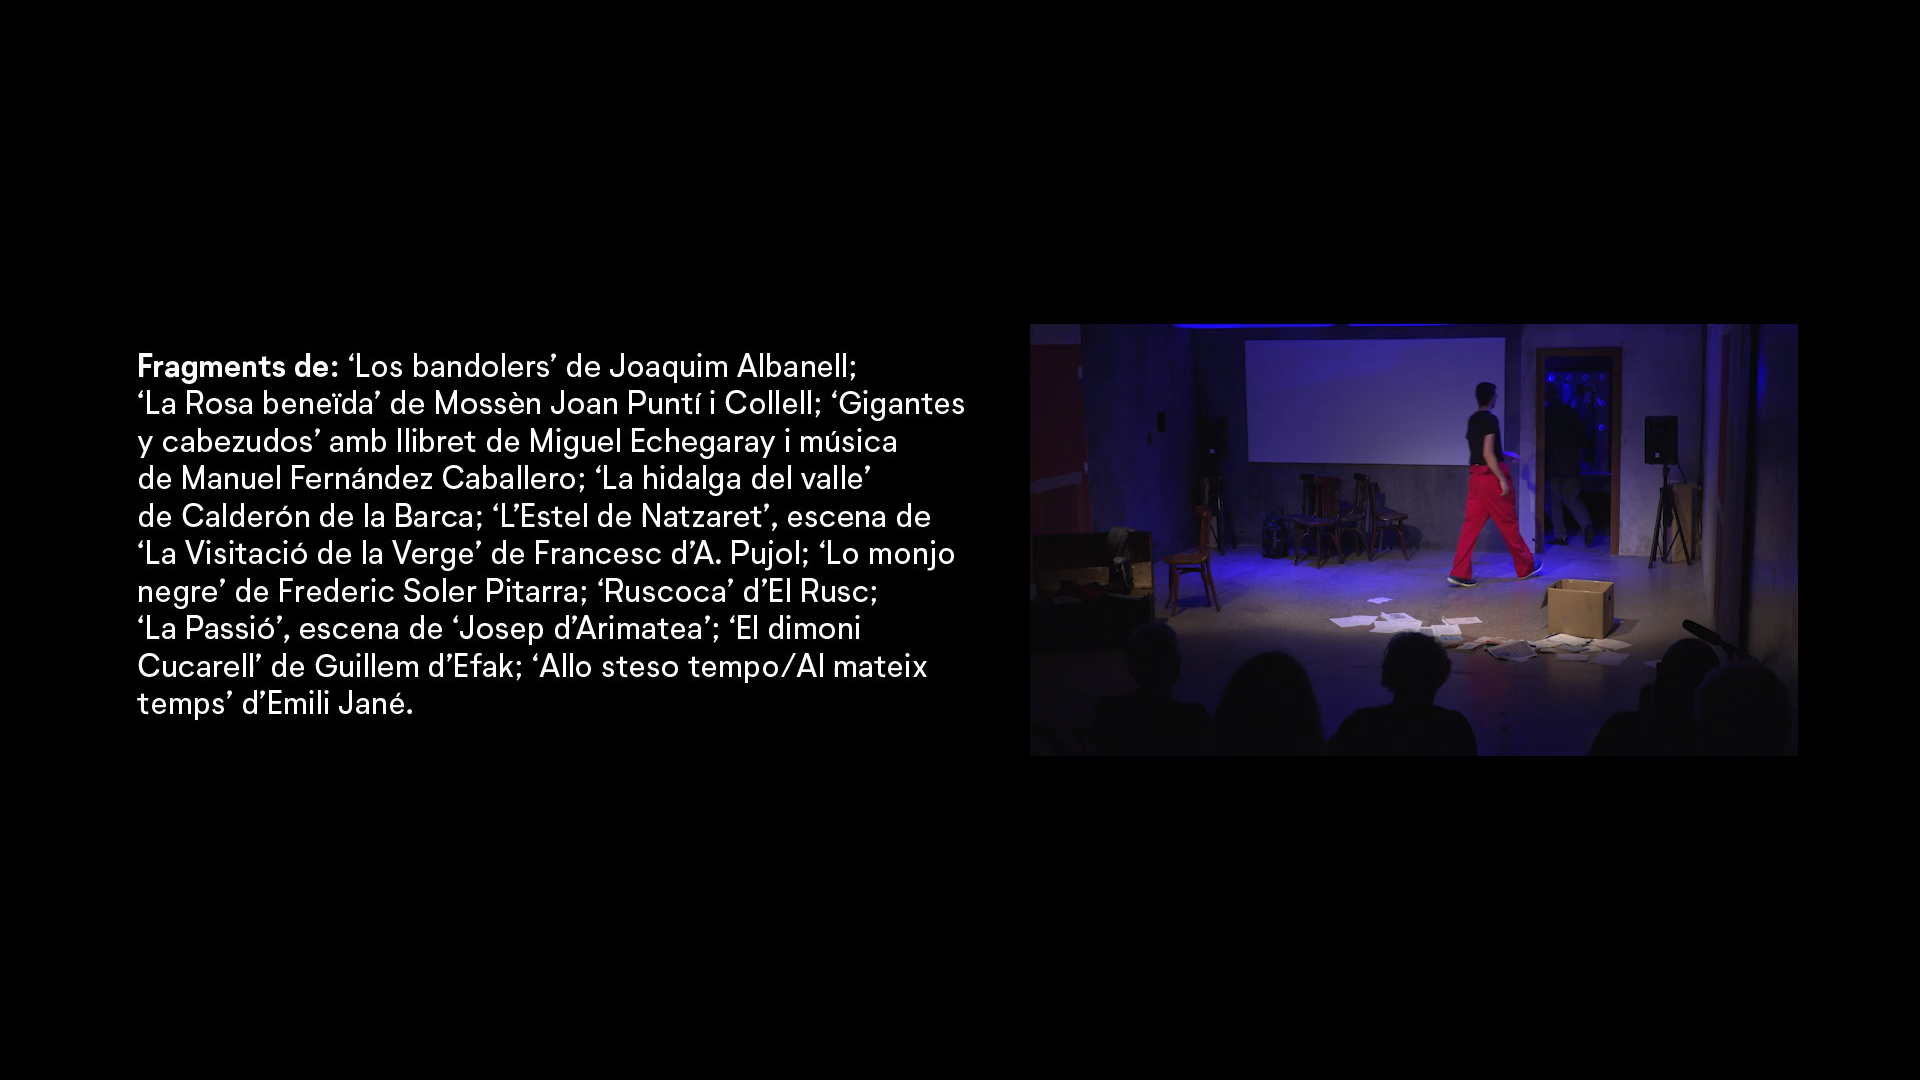 Fragments de: ‘Los bandolers’ de Joaquim Albanell;
‘La Rosa beneïda’ de Mossèn Joan Puntí i Collell; ‘Gigantes
y cabezudos’ amb llibret de Miguel Echegaray i música
de Manuel Fernández Caballero; ‘La hidalga del valle’
de Calderón de la Barca; ‘L’Estel de Natzaret’, escena de
‘La Visitació de la Verge’ de Francesc d’A. Pujol; ‘Lo monjo
negre’ de Frederic Soler Pitarra; ‘Ruscoca’ d’El Rusc;
‘La Passió’, escena de ‘Josep d’Arimatea’; ‘El dimoni
Cucarell’ de Guillem d’Efak; ‘Allo steso tempo/Al mateix
temps’ d’Emili Jané.